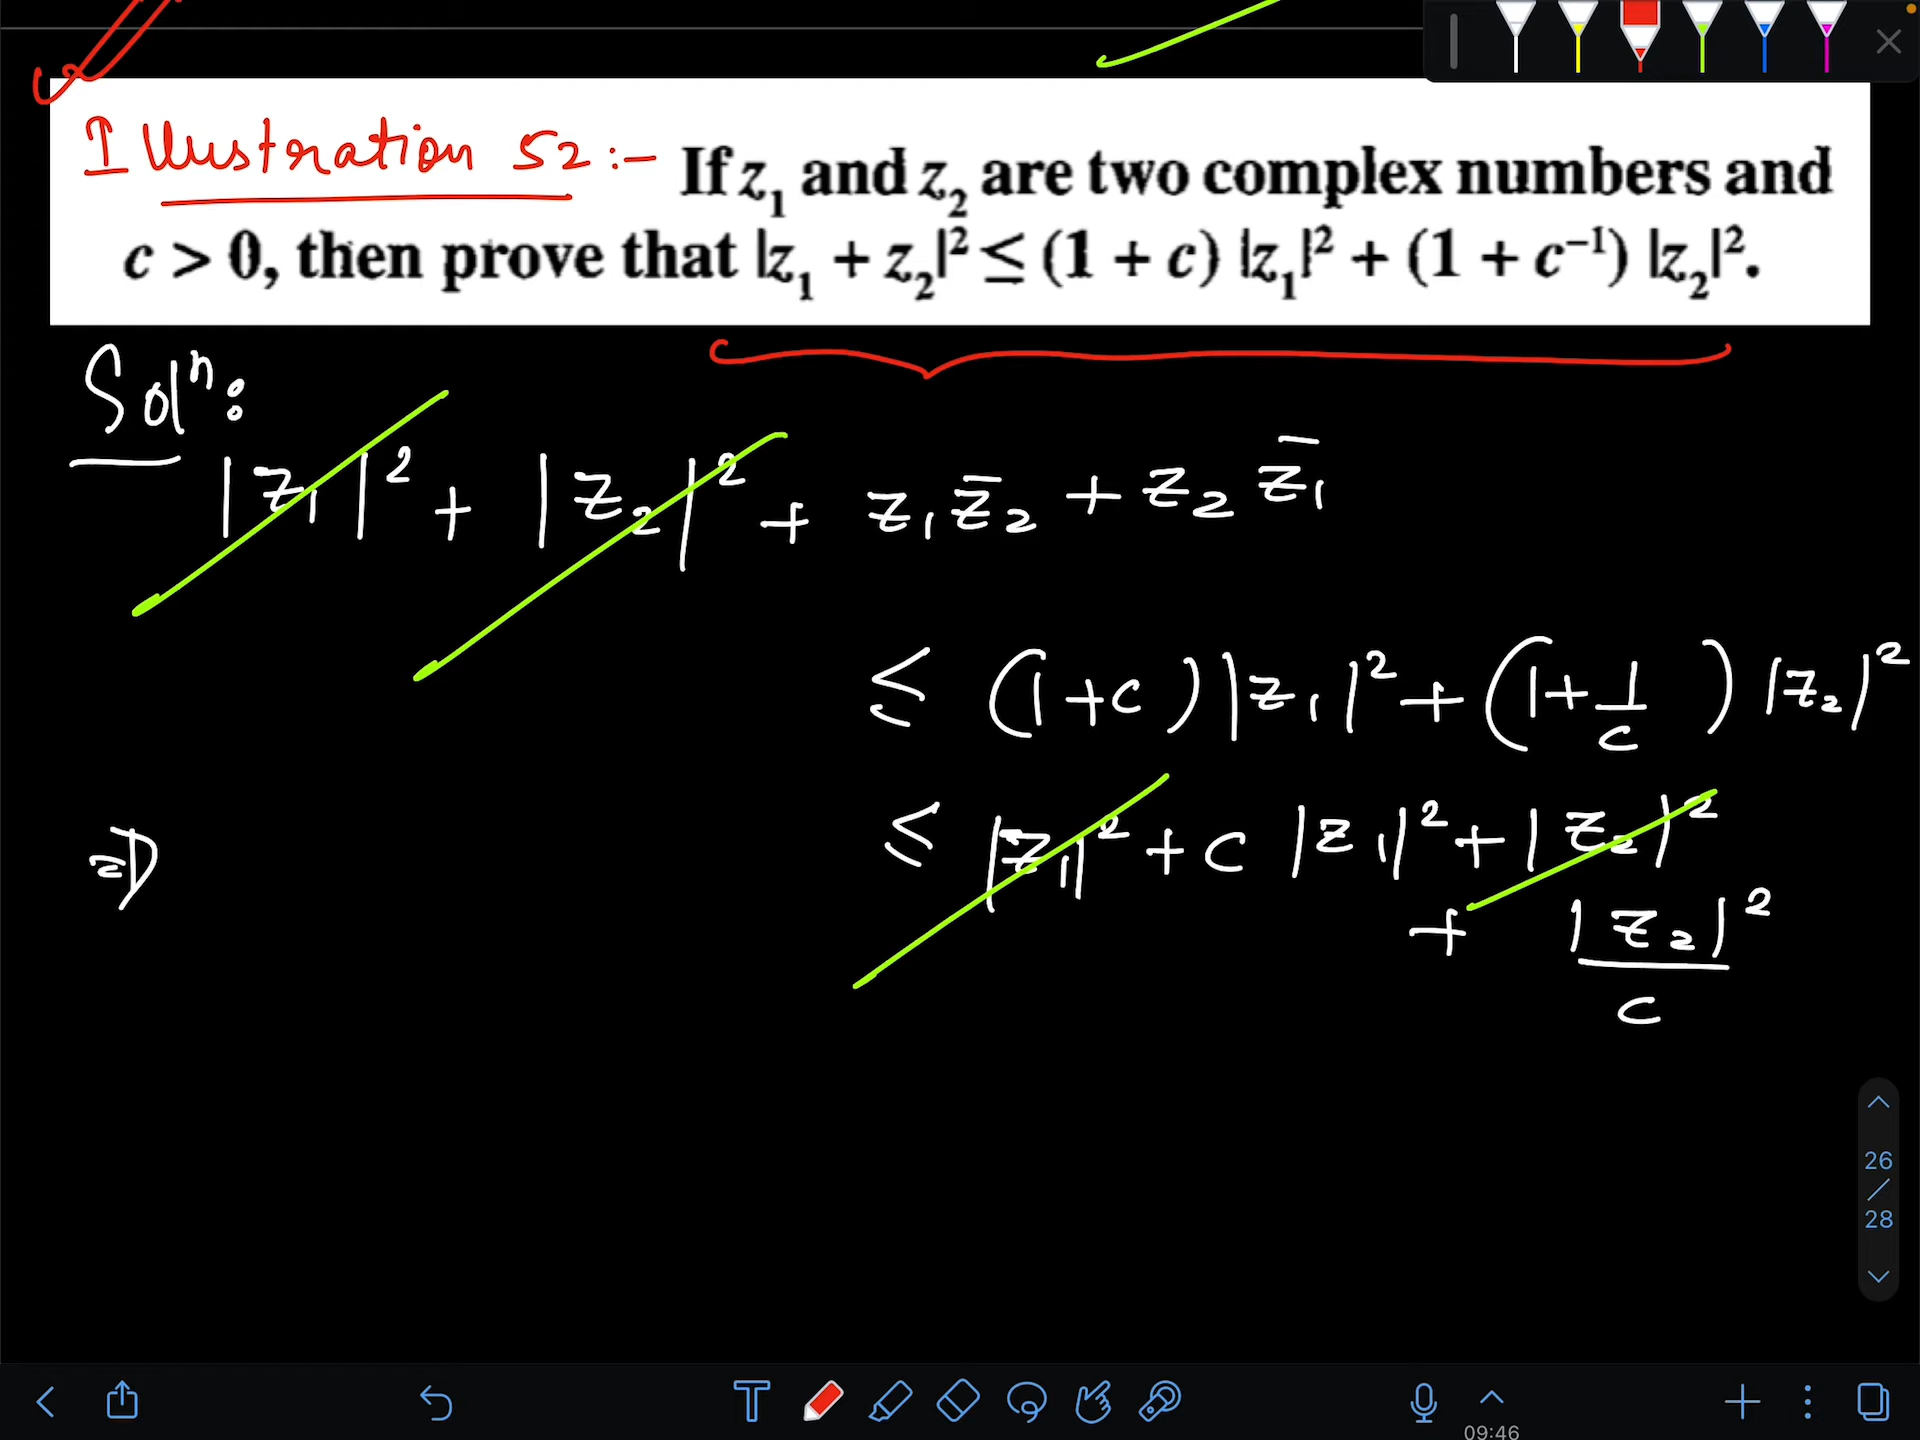 Illustration 52 :- If z₁ and z₂ are two complex numbers and
c > 0, then prove that |z₁ + z₂|² ≤ (1 + c) |z₁|² + (1 + c⁻¹) |z₂|².
Solⁿ:
|z₁|² + |z₂|² + z₁z̄₂ + z₂z̄₁
≤ (1+c)|z₁|² + (1+1/c)|z₂|²
⇒ ≤ |z₁|² + c|z₁|² + |z₂|²
+ |z₂|²/c
26
/
28
T
09:46